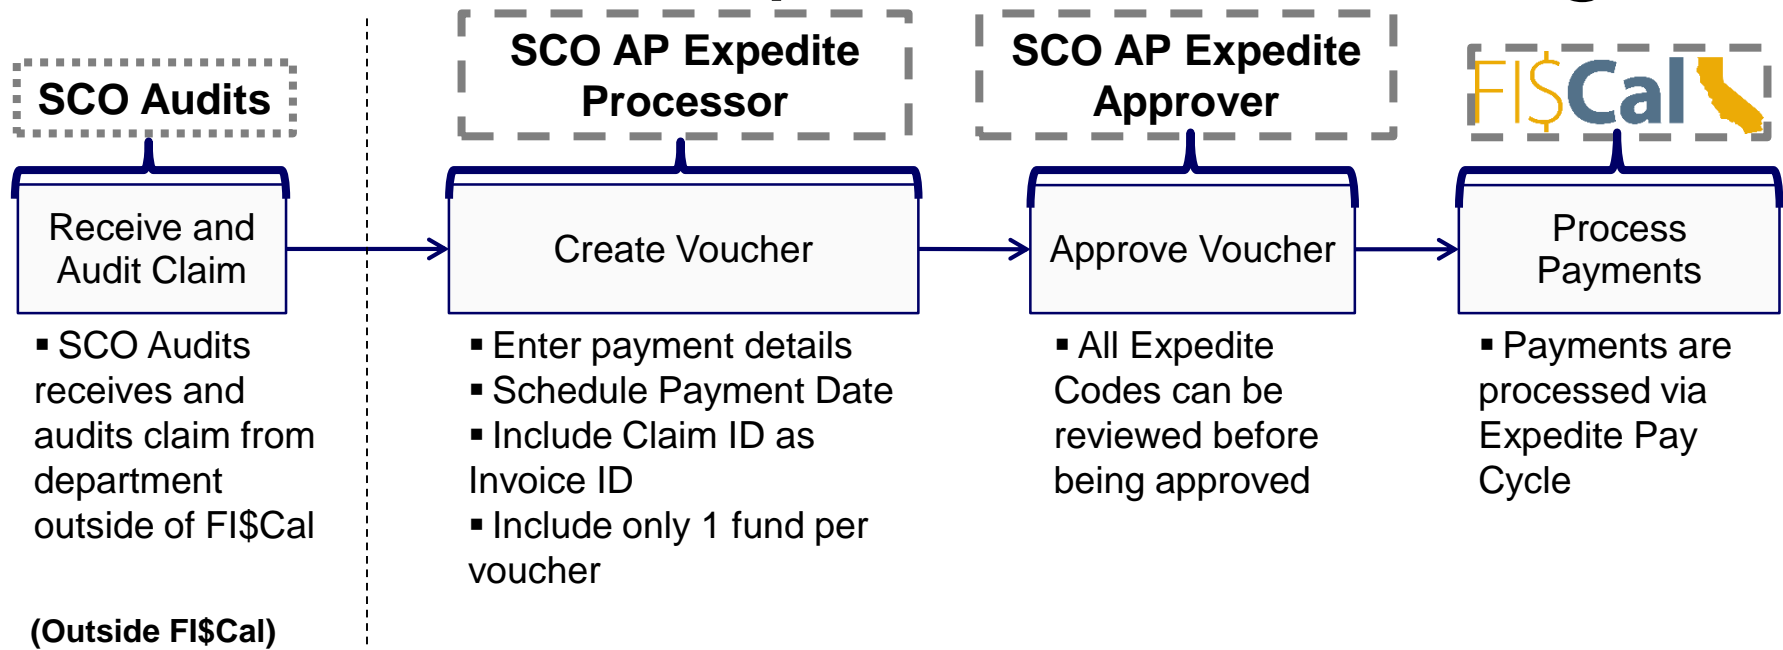 SCO Audits
SCO AP Expedite
Processor
SCO AP Expedite
Approver
FI$Cal
Receive and
Audit Claim
Create Voucher
Approve Voucher
Process
Payments
▪ SCO Audits
receives and
audits claim from
department
outside of FI$Cal
▪ Enter payment details
▪ Schedule Payment Date
▪ Include Claim ID as
Invoice ID
▪ Include only 1 fund per
voucher
▪ All Expedite
Codes can be
reviewed before
being approved
▪ Payments are
processed via
Expedite Pay
Cycle
(Outside FI$Cal)